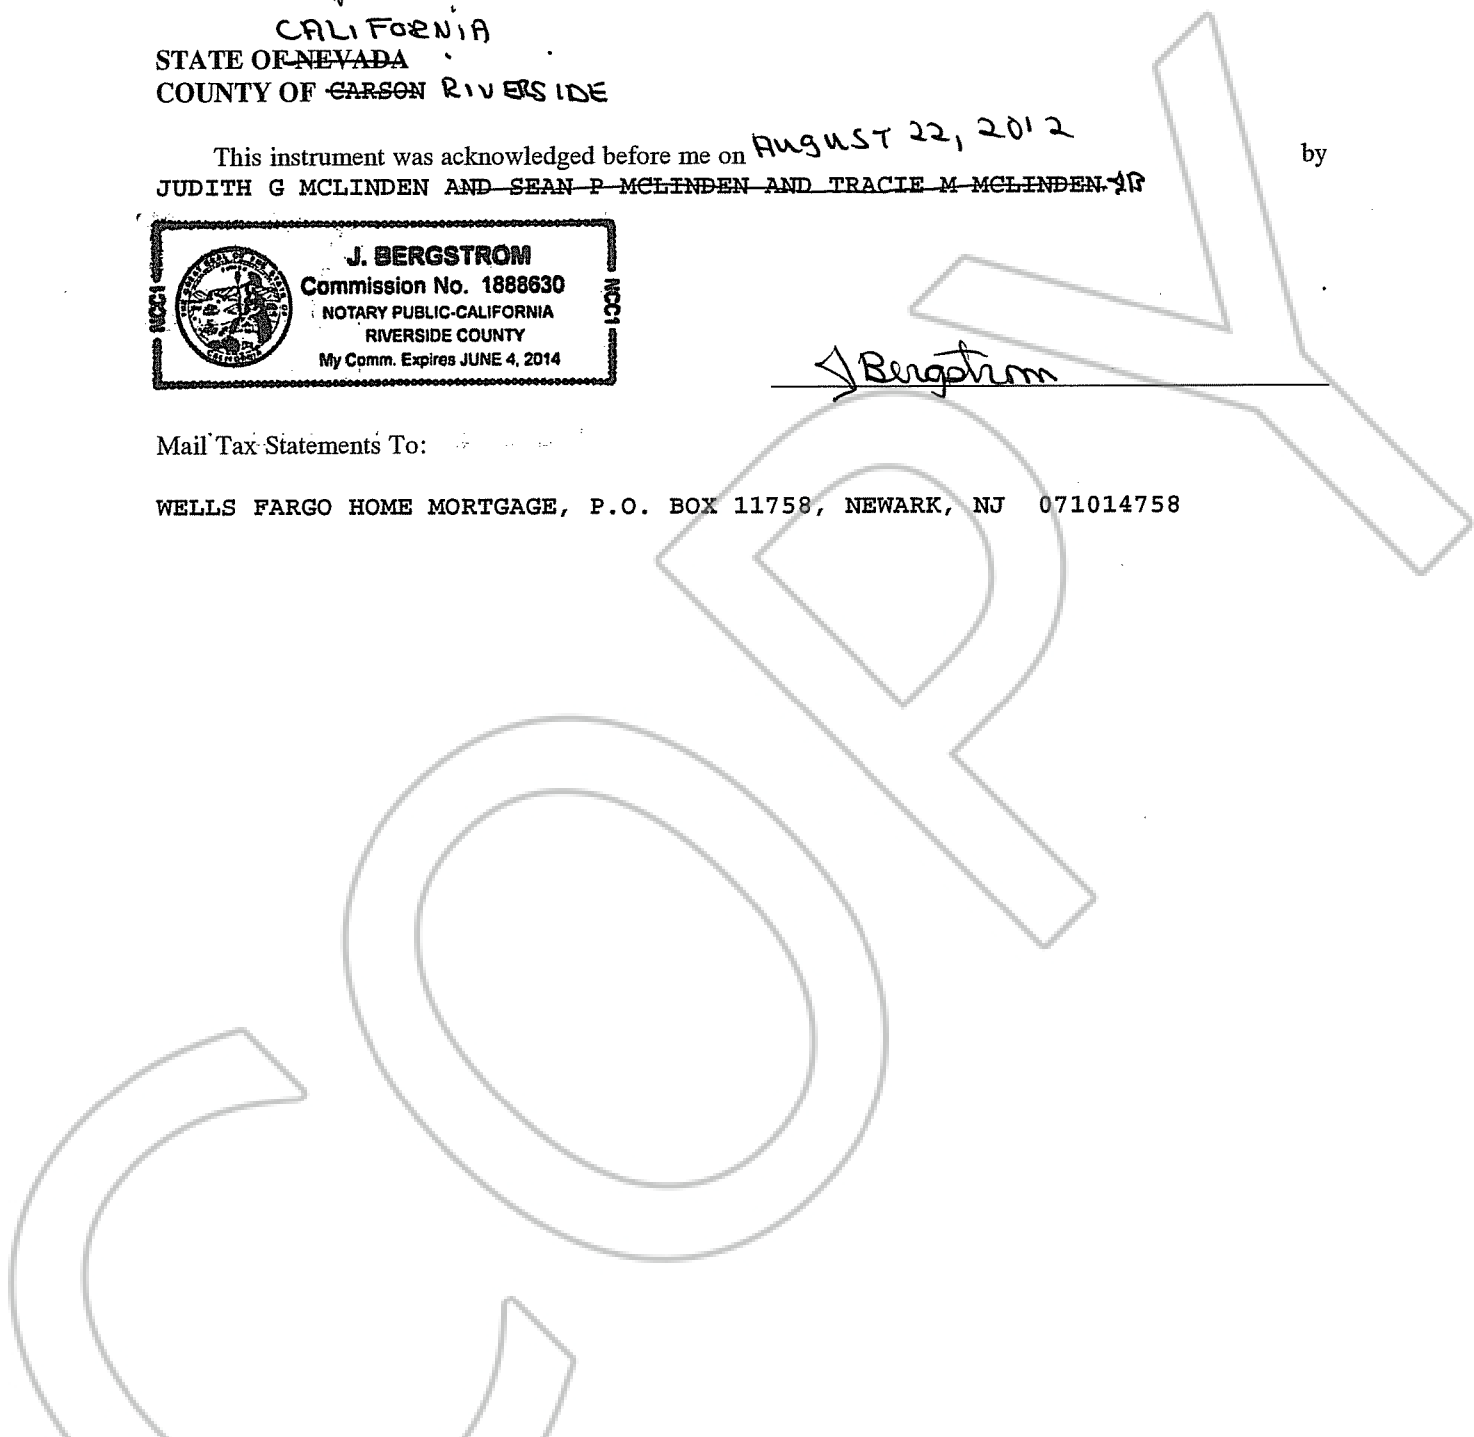 CALIFORNIA
STATE OF NEVADA
COUNTY OF CARSON RIVERSIDE
This instrument was acknowledged before me on AUGUST 22, 2012 by
JUDITH G MCLINDEN AND SEAN P MCLINDEN AND TRACIE M MCLINDEN. JB
NCC1
J. BERGSTROM
Commission No. 1888630
NOTARY PUBLIC-CALIFORNIA
RIVERSIDE COUNTY
My Comm. Expires JUNE 4, 2014
NCC1
J Bergstrom
Mail Tax Statements To:
WELLS FARGO HOME MORTGAGE, P.O. BOX 11758, NEWARK, NJ 071014758
COPY